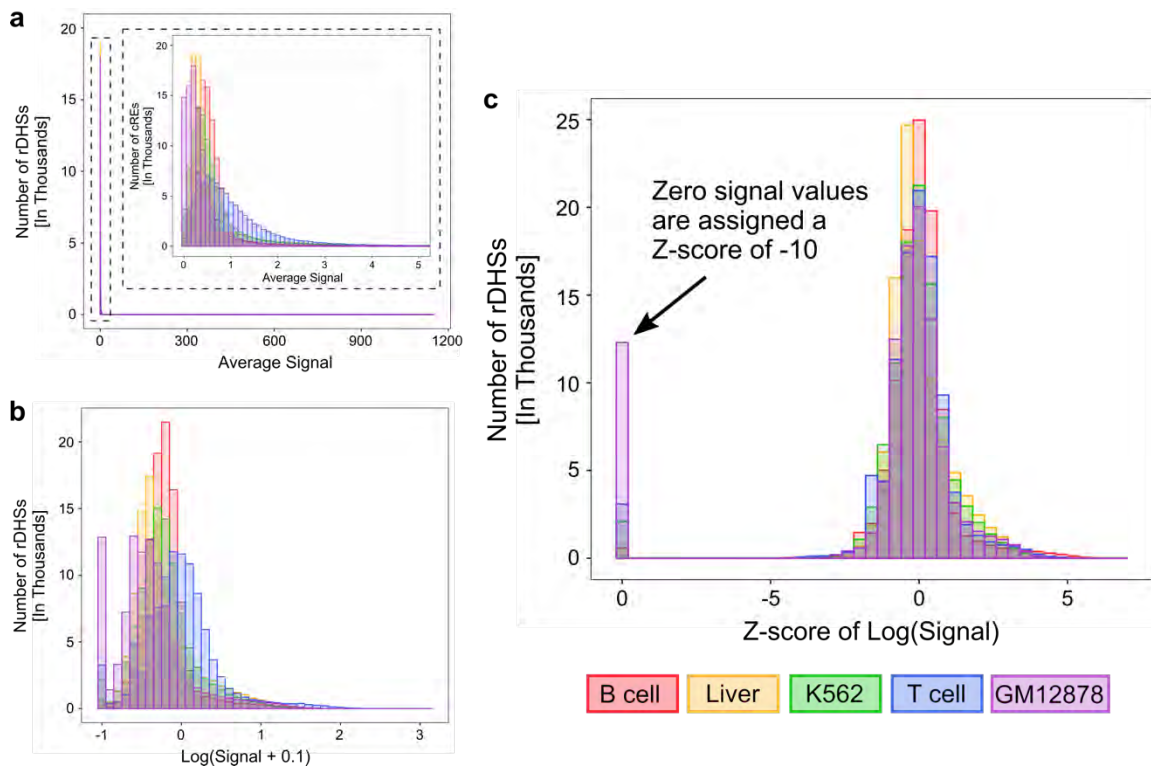 a
20
15
10
5
0
Number of rDHSs
[In Thousands]
0 300 600 900 1200
Average Signal
20
15
10
5
0
Number of cREs
[In Thousands]
0 1 2 3 4 5
Average Signal
b
20
15
10
5
0
Number of rDHSs
[In Thousands]
-1 0 1 2 3
Log(Signal + 0.1)
c
25
20
15
10
5
0
Number of rDHSs
[In Thousands]
Zero signal values
are assigned a
Z-score of -10
0 -5 0 5
Z-score of Log(Signal)
B cell Liver K562 T cell GM12878